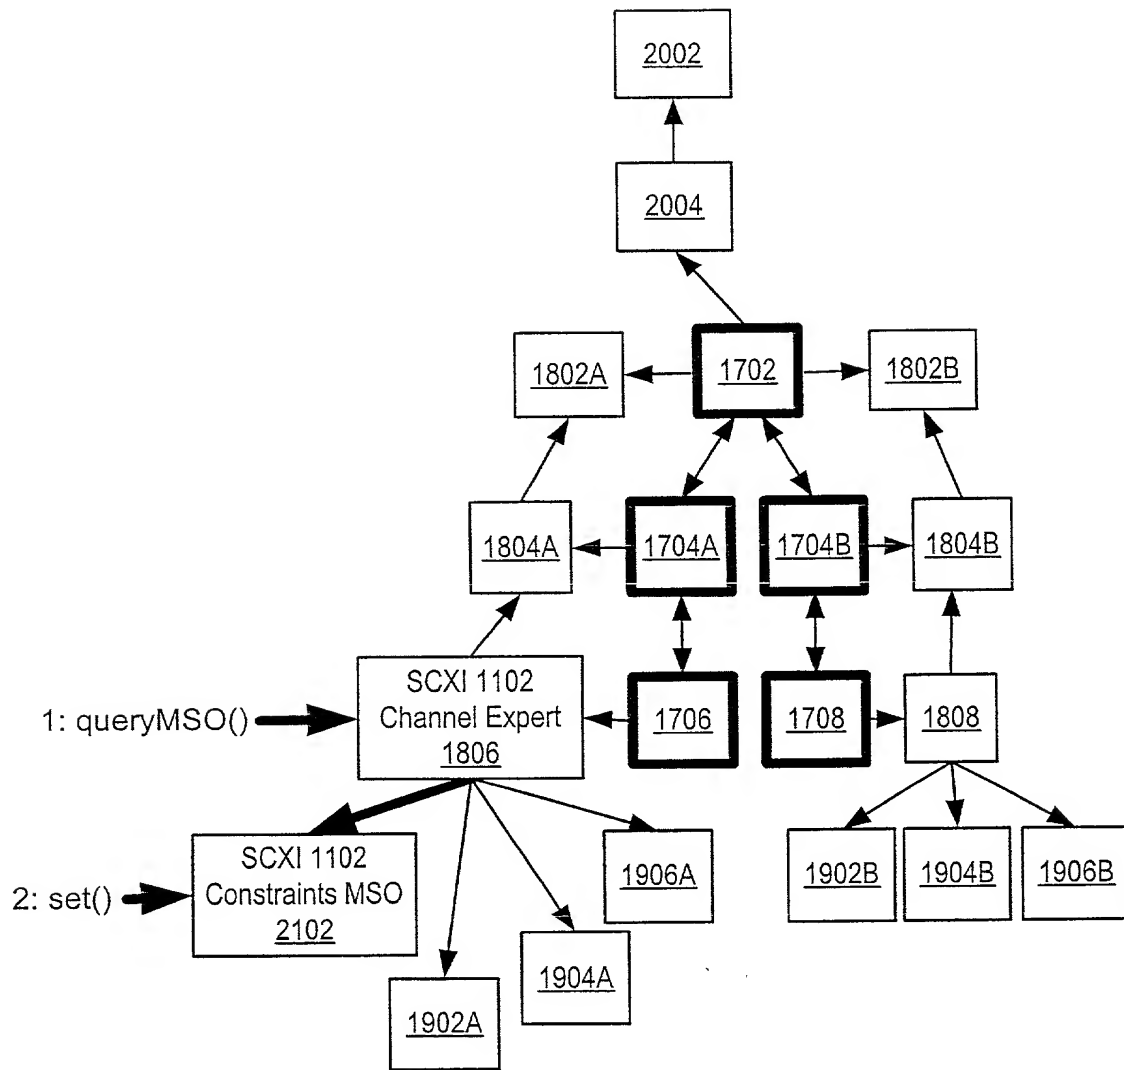 2002
2004
1802A
1702
1802B
1804A
1704A
1704B
1804B
SCXI 1102
Channel Expert
1806
1: queryMSO()
1706
1708
1808
SCXI 1102
Constraints MSO
2102
2: set()
1906A
1902B
1904B
1906B
1904A
1902A